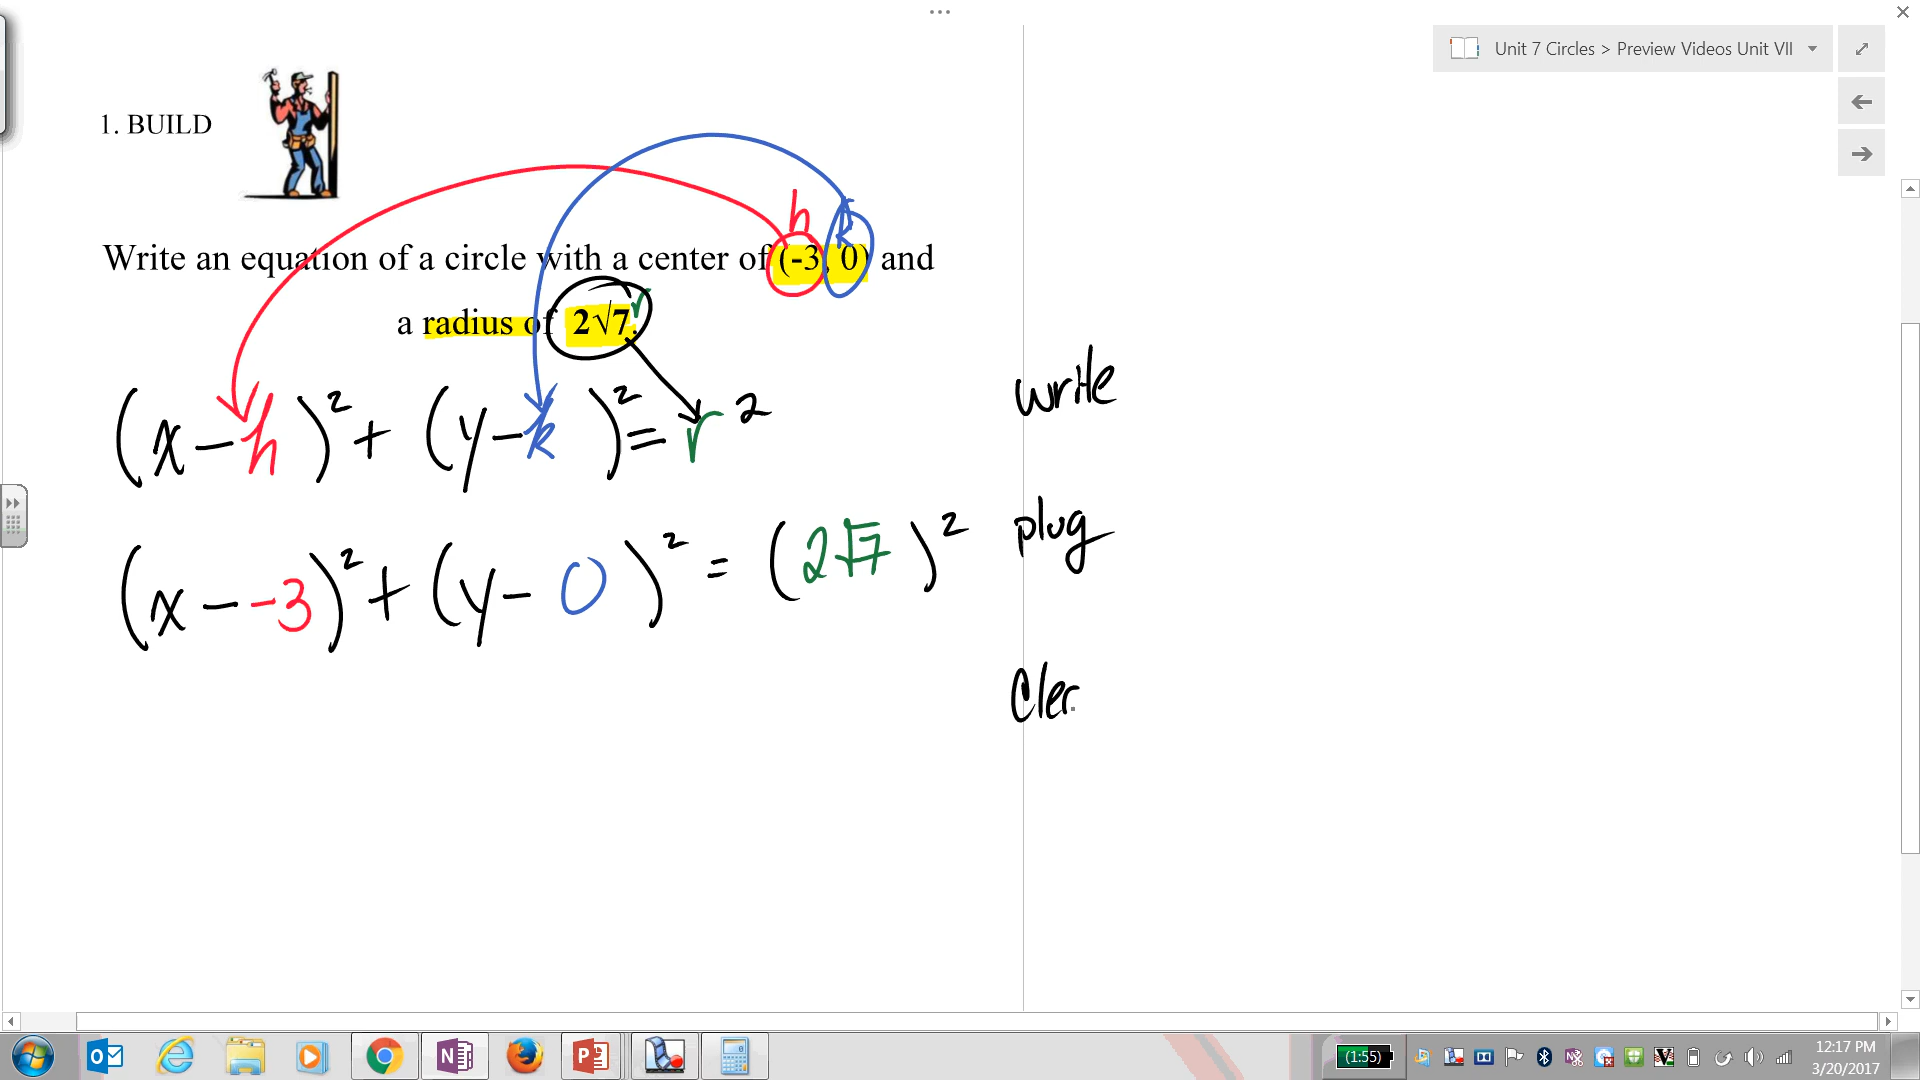 Unit 7 Circles > Preview Videos Unit VII
1. BUILD
h k
Write an equation of a circle with a center of (-3, 0) and
r
a radius of 2√7.
(x - h )² + (y - k )² = r ²
write
(x - -3)² + (y - 0 )² = (2√7 )²
plug
Cler
(1:55)
12:17 PM
3/20/2017